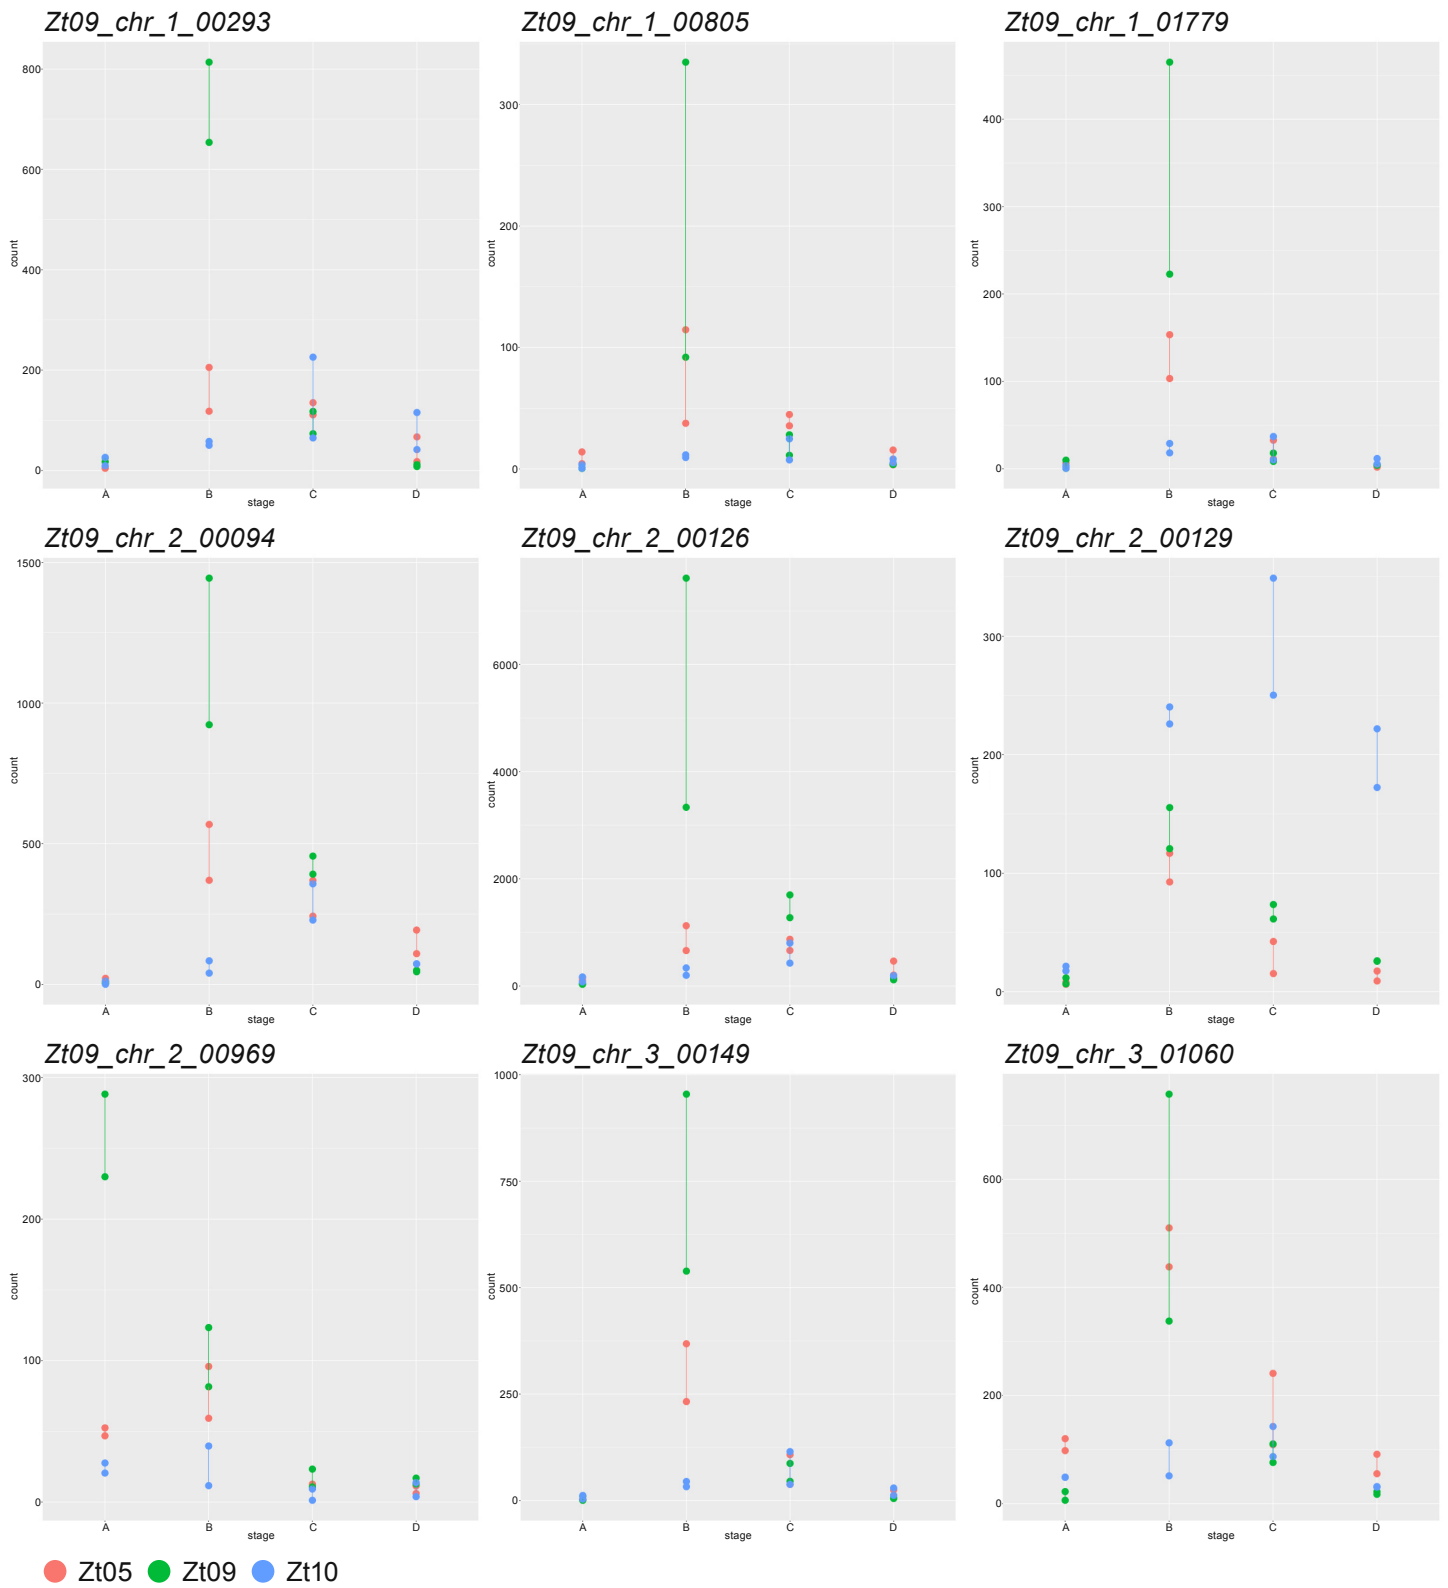 Zt09_chr_1_00293
800
600
400
200
0
count
A B C D
stage
Zt09_chr_1_00805
300
200
100
0
count
A B C D
stage
Zt09_chr_1_01779
400
300
200
100
0
count
A B C D
stage
Zt09_chr_2_00094
1500
1000
500
0
count
A B C D
stage
Zt09_chr_2_00126
6000
4000
2000
0
count
A B C D
stage
Zt09_chr_2_00129
300
200
100
0
count
A B C D
stage
Zt09_chr_2_00969
300
200
100
0
count
A B C D
stage
Zt09_chr_3_00149
1000
750
500
250
0
count
A B C D
stage
Zt09_chr_3_01060
600
400
200
0
count
A B C D
stage
Zt05 Zt09 Zt10